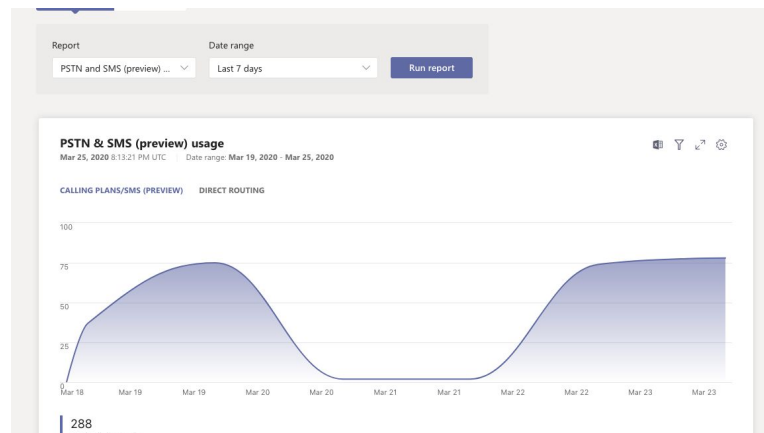 Report Date range
PSTN and SMS (preview) ... Last 7 days Run report
PSTN & SMS (preview) usage
Mar 25, 2020 8:13:21 PM UTC Date range: Mar 19, 2020 - Mar 25, 2020
CALLING PLANS/SMS (PREVIEW) DIRECT ROUTING
100
75
50
25
0
Mar 18 Mar 19 Mar 19 Mar 20 Mar 20 Mar 21 Mar 21 Mar 22 Mar 22 Mar 23 Mar 23
288